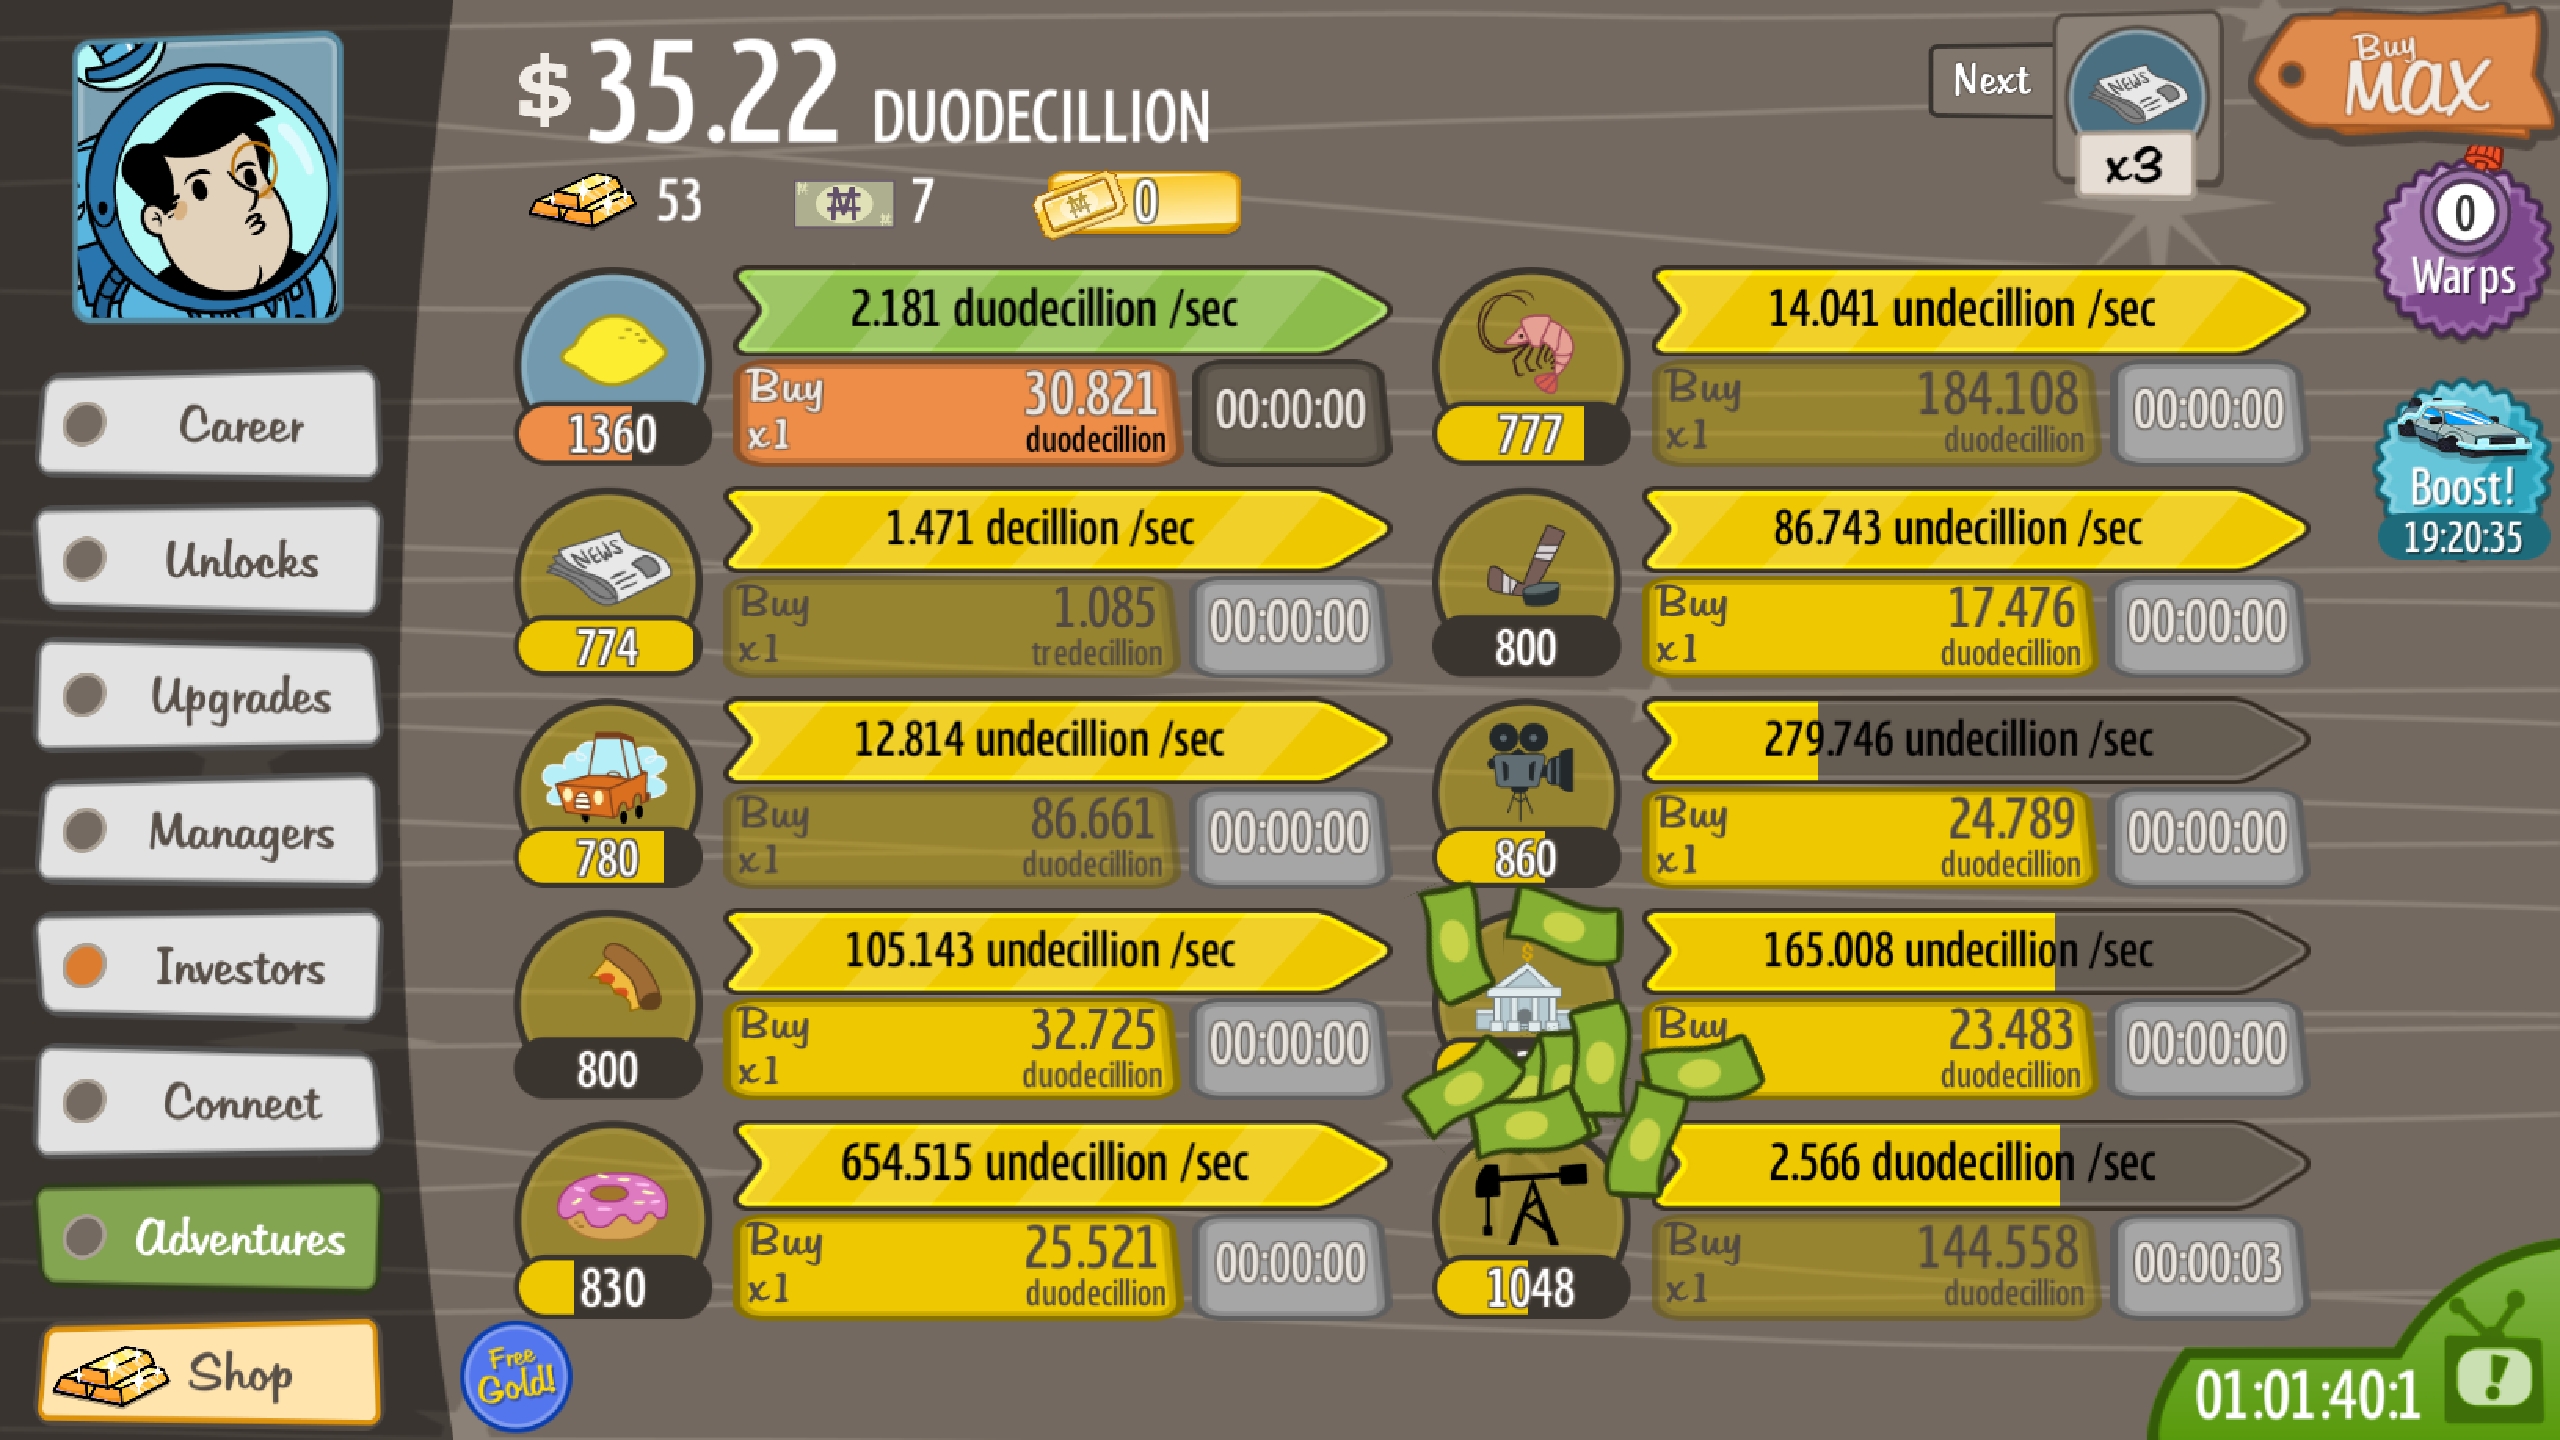 $ 35.22 DUODECILLION
53
7
0
Next
x3
Buy
MAX
0
Warps
Boost!
19:20:35
Career
Unlocks
Upgrades
Managers
Investors
Connect
Adventures
Shop
Free
Gold!
2.181 duodecillion /sec
Buy 30.821
x1 duodecillion
00:00:00
1360
NEWS
1.471 decillion /sec
Buy 1.085
x1 tredecillion
00:00:00
774
12.814 undecillion /sec
Buy 86.661
x1 duodecillion
00:00:00
780
105.143 undecillion /sec
Buy 32.725
x1 duodecillion
00:00:00
800
654.515 undecillion /sec
Buy 25.521
x1 duodecillion
00:00:00
830
14.041 undecillion /sec
Buy 184.108
x1 duodecillion
00:00:00
777
86.743 undecillion /sec
Buy 17.476
x1 duodecillion
00:00:00
800
279.746 undecillion /sec
Buy 24.789
x1 duodecillion
00:00:00
860
165.008 undecillion /sec
Buy 23.483
duodecillion
00:00:00
2.566 duodecillion /sec
Buy 144.558
x1 duodecillion
00:00:03
1048
01:01:40:1
!